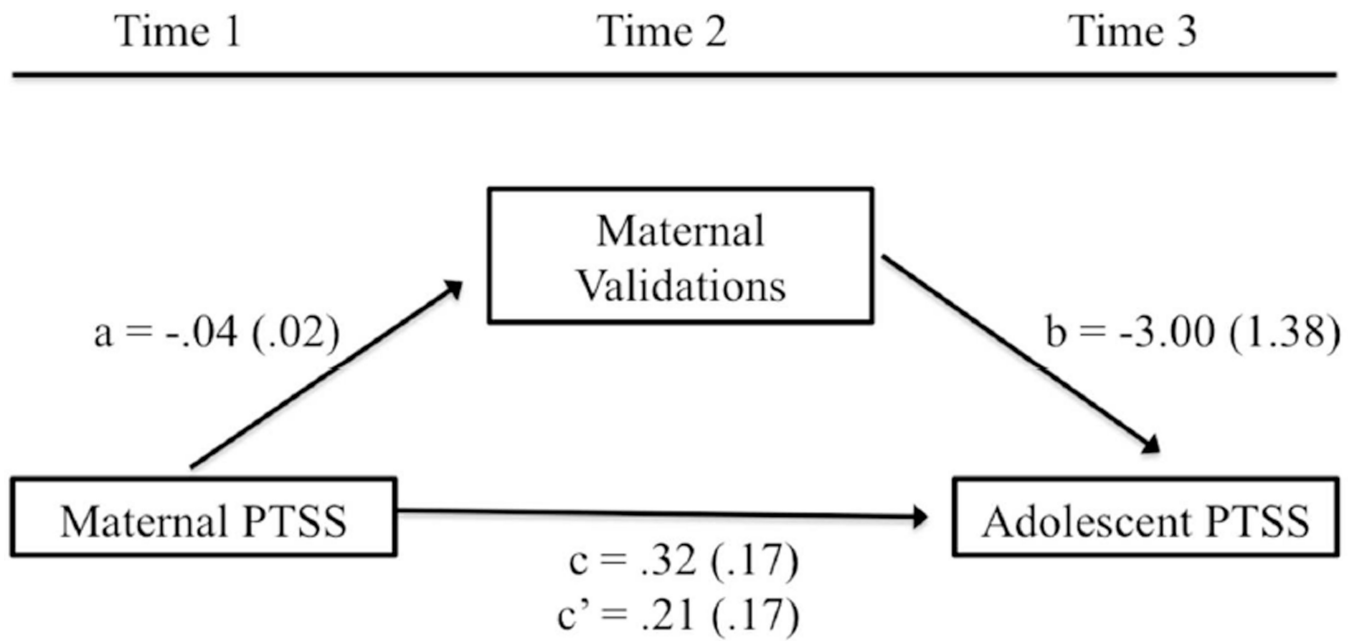 Time 1
Time 2
Time 3
Maternal
Validations
a = -.04 (.02)
b = -3.00 (1.38)
Maternal PTSS
Adolescent PTSS
c = .32 (.17)
c’ = .21 (.17)